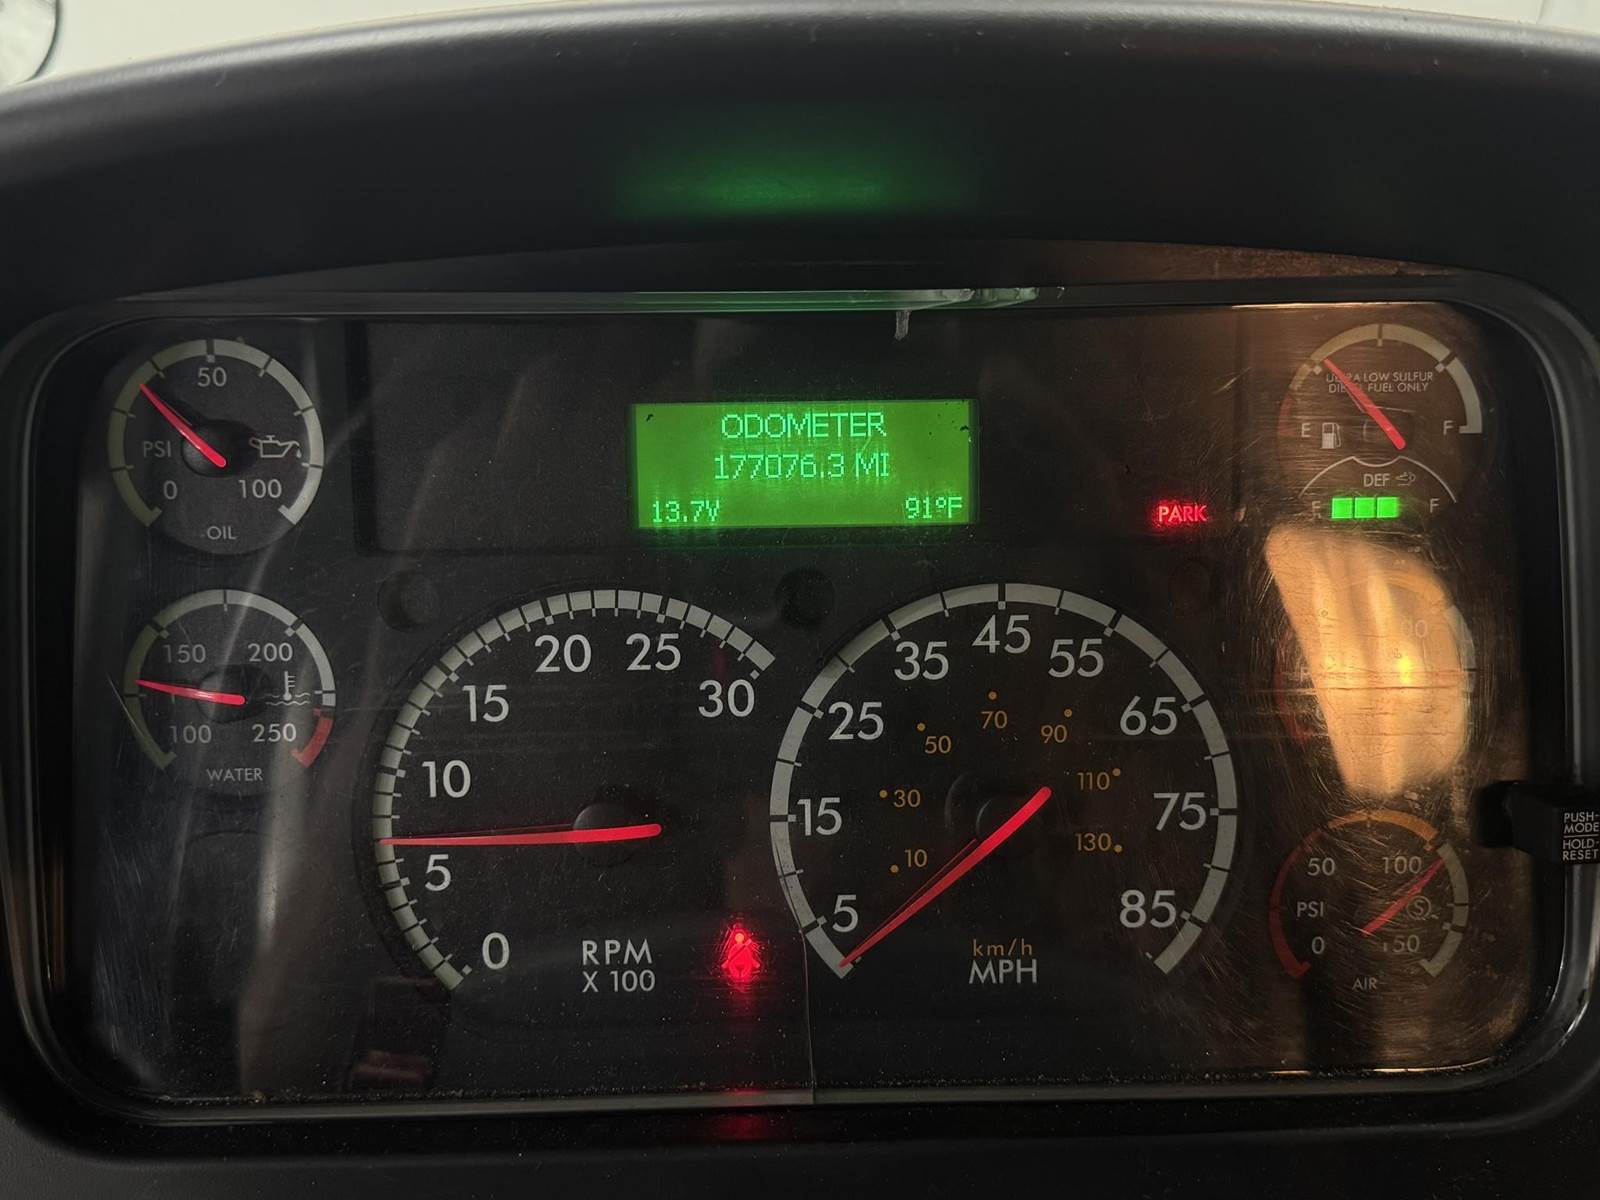 ODOMETER
177076.3 MI
13.7V 91°F
PARK
50
PSI
0 100
OIL
150 200
100 250
WATER
0 5 10 15 20 25 30
RPM
X 100
5 15 25 35 45 55 65 75 85
10 30 50 70 90 110 130
km/h
MPH
ULTRA LOW SULFUR
DIESEL FUEL ONLY
E F
DEF
F
50 100
PSI
0 150
AIR
PUSH-
MODE
HOLD-
RESET